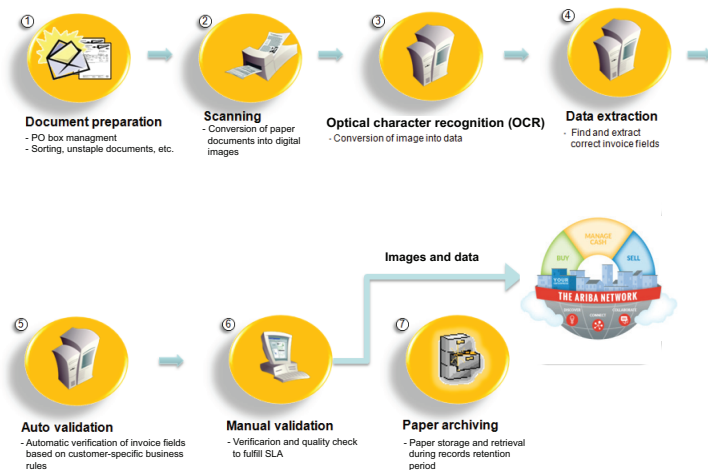 1
Document preparation
- PO box managment
- Sorting, unstaple documents, etc.
2
Scanning
- Conversion of paper
documents into digital
images
3
Optical character recognition (OCR)
- Conversion of image into data
4
Data extraction
- Find and extract
correct invoice fields
Images and data
MANAGE
CASH
BUY
SELL
YOUR
THE ARIBA NETWORK
DISCOVER
CONNECT
COLLABORATE
5
Auto validation
- Automatic verification of invoice fields
based on customer-specific business
rules
6
Manual validation
- Verificarion and quality check
to fulfill SLA
7
Paper archiving
- Paper storage and retrieval
during records retention
period